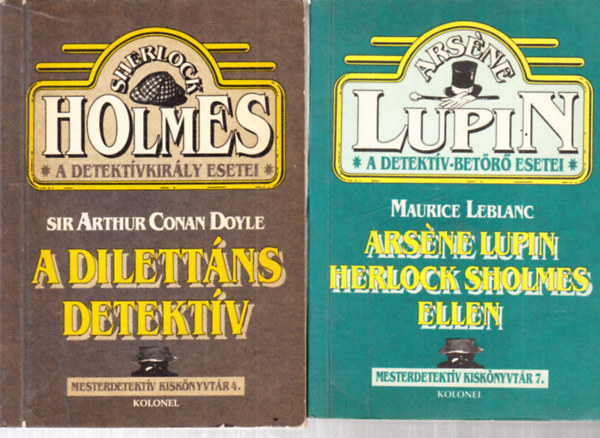 SHERLOCK
HOLMES
* A DETEKTÍVKIRÁLY ESETEI *
SIR ARTHUR CONAN DOYLE
A DILETTÁNS
DETEKTÍV
MESTERDETEKTÍV KISKÖNYVTÁR 4.
KOLONEL
ARSÈNE
LUPIN
* A DETEKTÍV-BETÖRŐ ESETEI *
MAURICE LEBLANC
ARSÈNE LUPIN
HERLOCK SHOLMES
ELLEN
MESTERDETEKTÍV KISKÖNYVTÁR 7.
KOLONEL